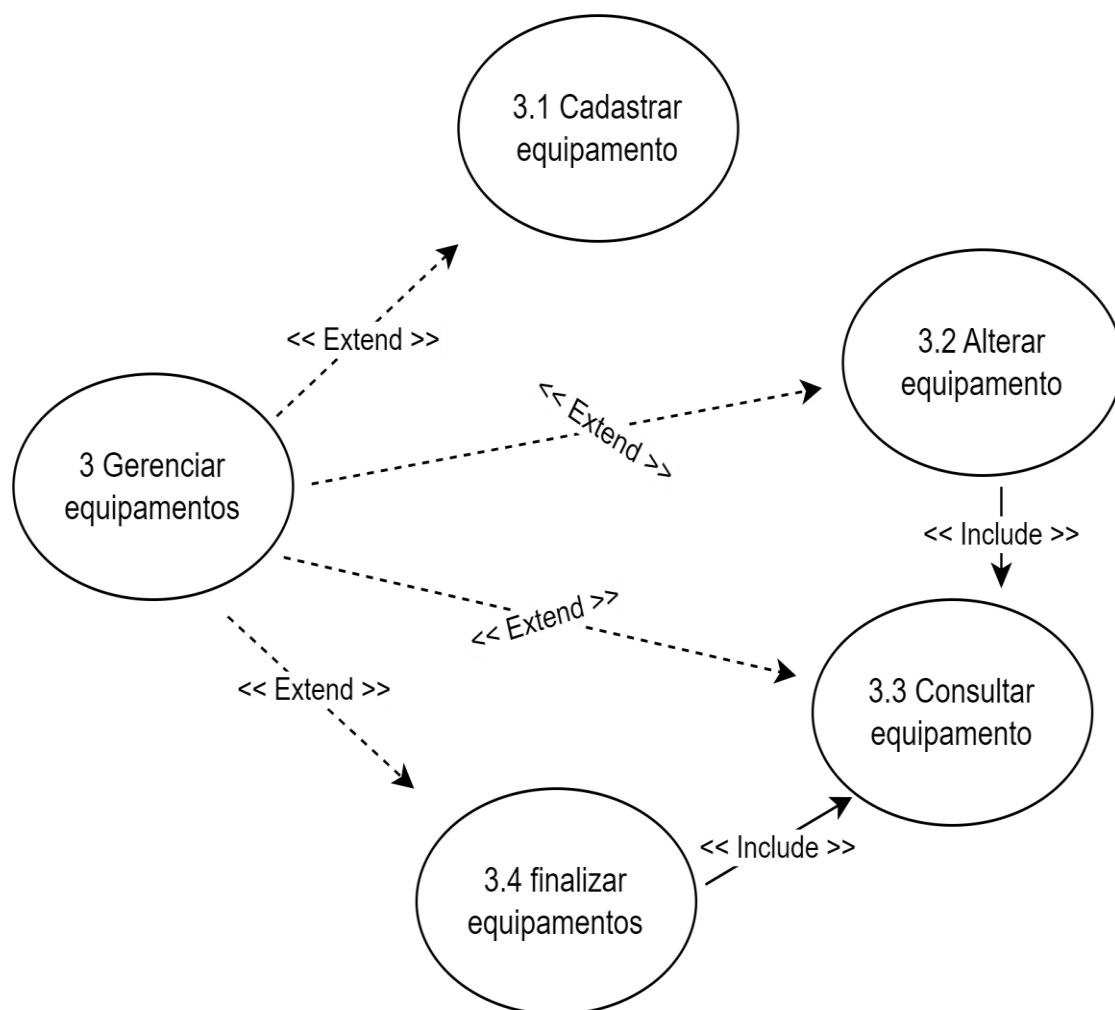 3.1 Cadastrar
equipamento
<< Extend >>
3.2 Alterar
equipamento
<< Extend >>
3 Gerenciar
equipamentos
<< Include >>
<< Extend >>
<< Extend >>
3.3 Consultar
equipamento
<< Include >>
3.4 finalizar
equipamentos